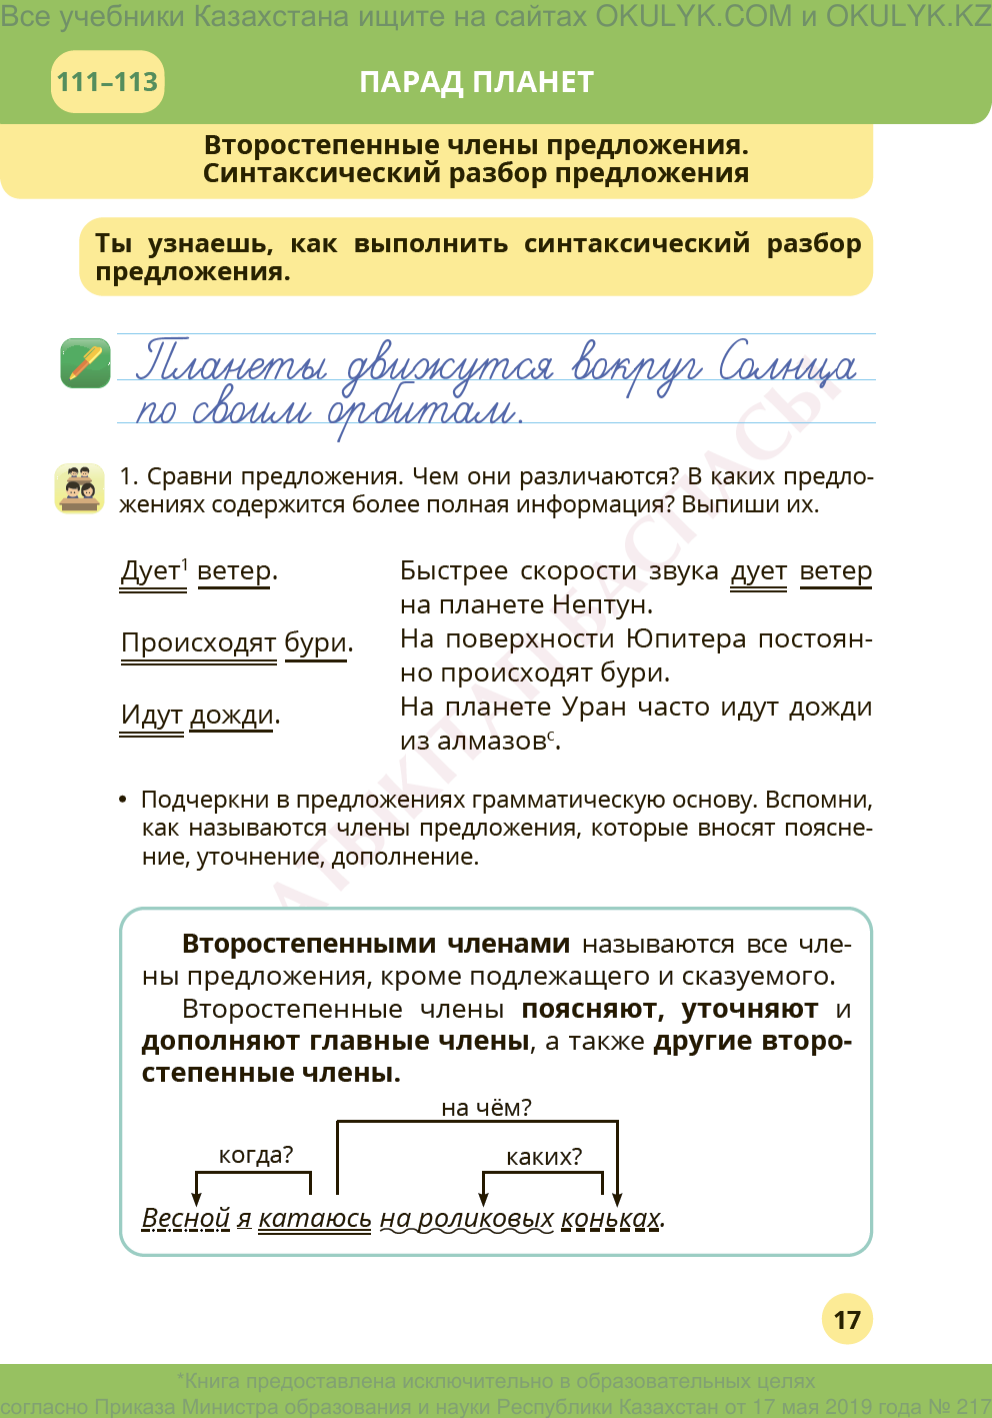 Все учебники Казахстана ищите на сайтах OKULYK.COM и OKULYK.KZ
111–113
ПАРАД ПЛАНЕТ
Второстепенные члены предложения.
Синтаксический разбор предложения
Ты узнаешь, как выполнить синтаксический разбор
предложения.
Планеты движутся вокруг Солнца
по своим орбитам.
1. Сравни предложения. Чем они различаются? В каких предло-
жениях содержится более полная информация? Выпиши их.
Дует¹ ветер.
Происходят бури.
Идут дожди.
Быстрее скорости звука дует ветер
на планете Нептун.
На поверхности Юпитера постоян-
но происходят бури.
На планете Уран часто идут дожди
из алмазовᶜ.
• Подчеркни в предложениях грамматическую основу. Вспомни,
как называются члены предложения, которые вносят поясне-
ние, уточнение, дополнение.
Второстепенными членами называются все чле-
ны предложения, кроме подлежащего и сказуемого.
Второстепенные члены поясняют, уточняют и
дополняют главные члены, а также другие второ-
степенные члены.
на чём?
когда?
каких?
Весной я катаюсь на роликовых коньках.
17
*Книга предоставлена исключительно в образовательных целях
согласно Приказа Министра образования и науки Республики Казахстан от 17 мая 2019 года № 217